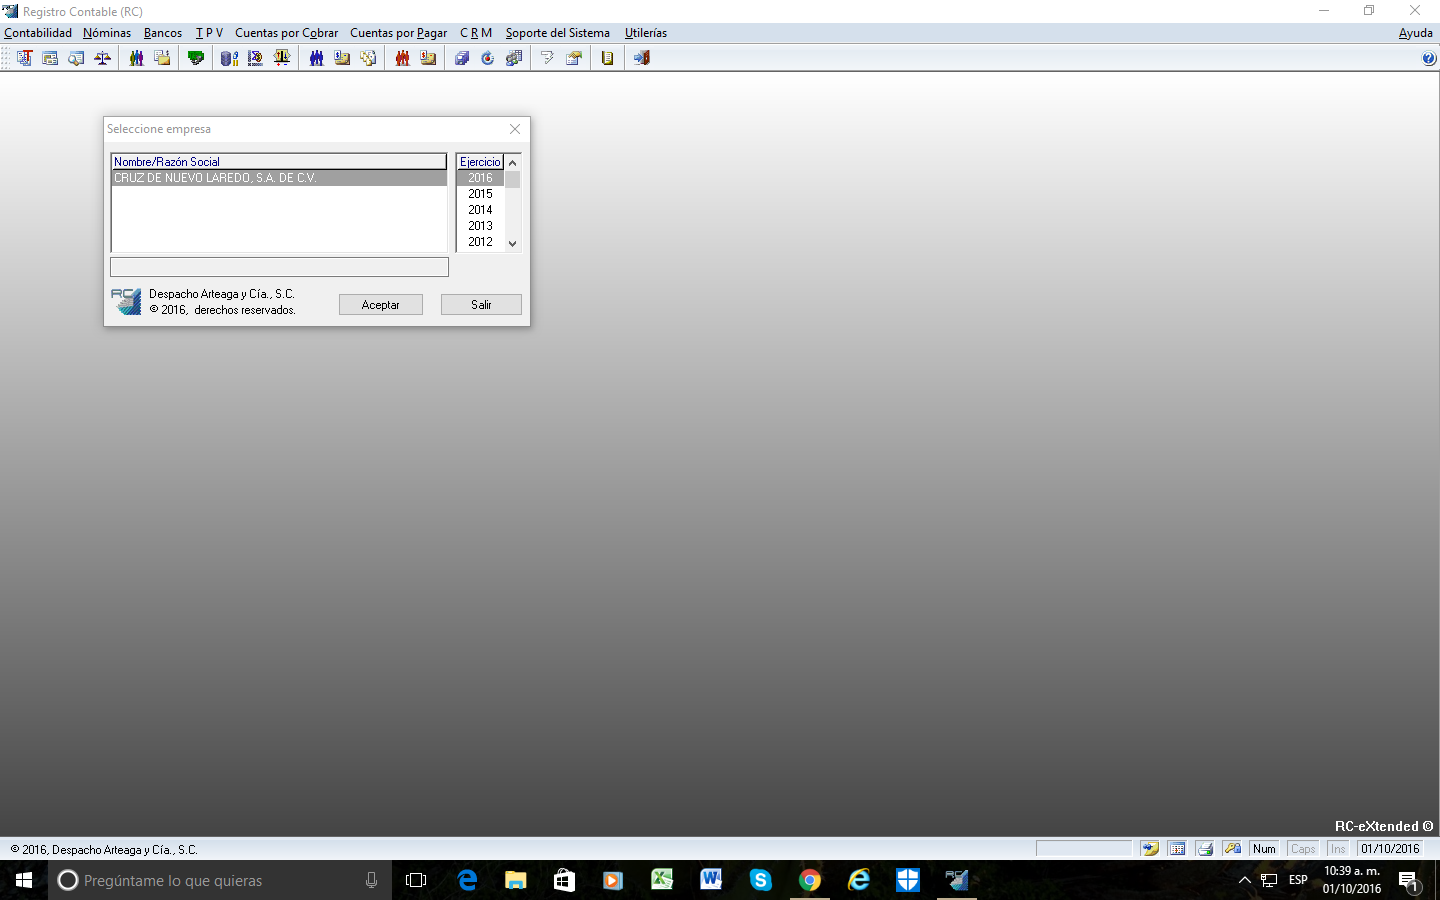 Registro Contable (RC)
Contabilidad Nóminas Bancos T P V Cuentas por Cobrar Cuentas por Pagar C R M Soporte del Sistema Utilerías Ayuda
Seleccione empresa
Nombre/Razón Social Ejercicio
CRUZ DE NUEVO LAREDO, S.A. DE C.V. 2016
2015
2014
2013
2012
RC
Despacho Arteaga y Cía., S.C.
© 2016, derechos reservados.
Aceptar Salir
RC-eXtended ©
© 2016, Despacho Arteaga y Cía., S.C. Num Caps Ins 01/10/2016
Pregúntame lo que quieras ESP 10:39 a. m.
01/10/2016 1